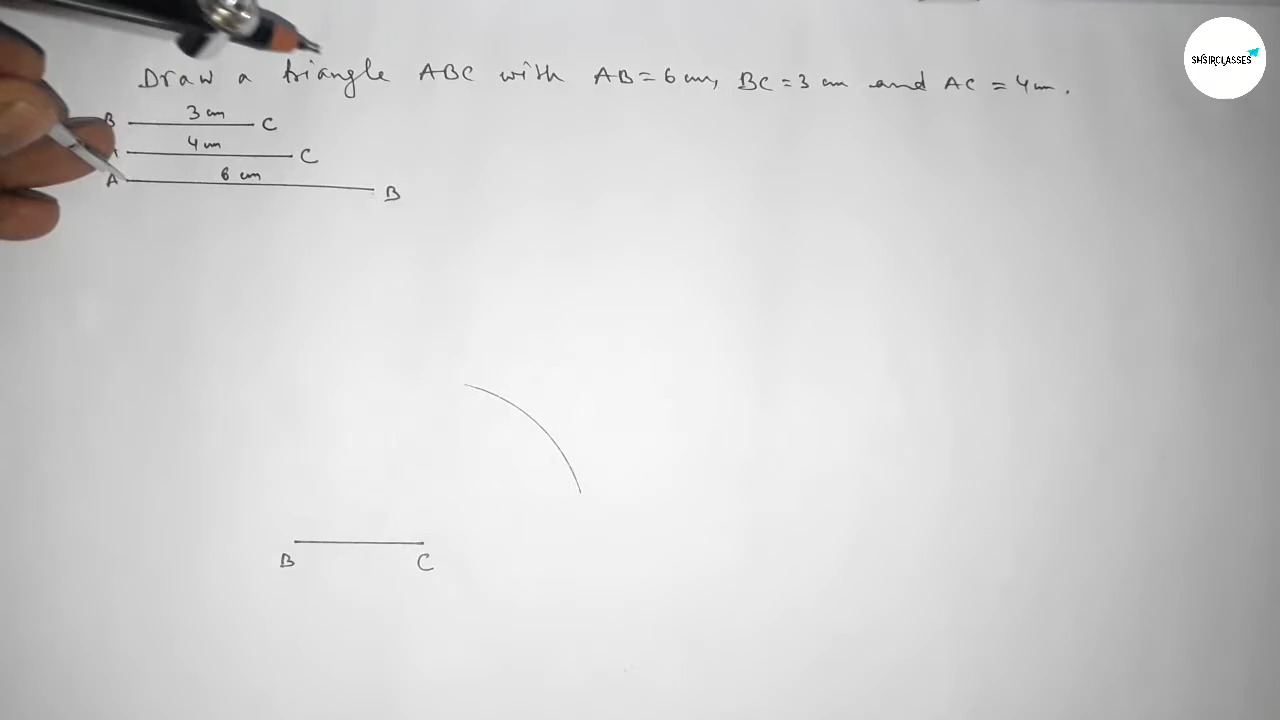 SHSIRCLASSES
Draw a triangle ABC with AB = 6 cm, BC = 3 cm and AC = 4 cm.
B 3 cm C
4 cm C
A 6 cm B
B C